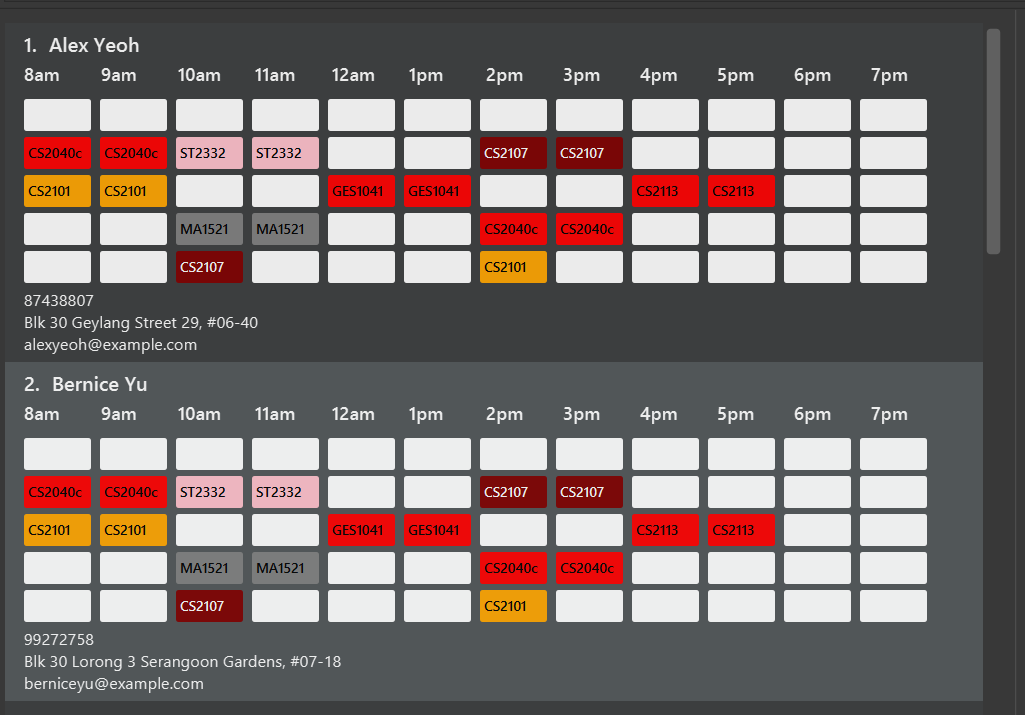 1. Alex Yeoh
8am 9am 10am 11am 12am 1pm 2pm 3pm 4pm 5pm 6pm 7pm
CS2040c CS2040c ST2332 ST2332 CS2107 CS2107
CS2101 CS2101 GES1041 GES1041 CS2113 CS2113
MA1521 MA1521 CS2040c CS2040c
CS2107 CS2101
87438807
Blk 30 Geylang Street 29, #06-40
alexyeoh@example.com
2. Bernice Yu
8am 9am 10am 11am 12am 1pm 2pm 3pm 4pm 5pm 6pm 7pm
CS2040c CS2040c ST2332 ST2332 CS2107 CS2107
CS2101 CS2101 GES1041 GES1041 CS2113 CS2113
MA1521 MA1521 CS2040c CS2040c
CS2107 CS2101
99272758
Blk 30 Lorong 3 Serangoon Gardens, #07-18
berniceyu@example.com